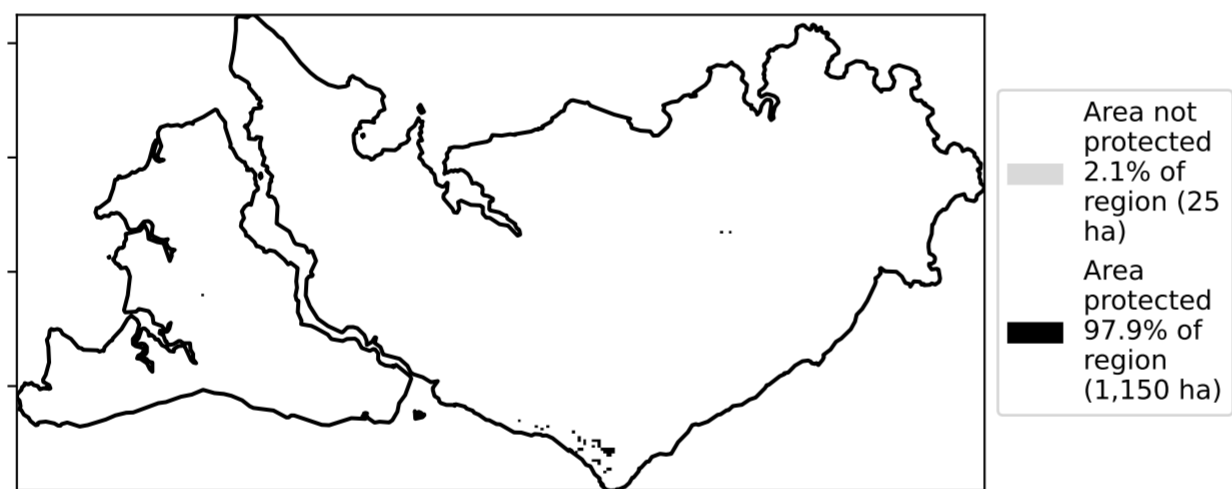 Area not
protected
2.1% of
region (25
ha)
Area
protected
97.9% of
region
(1,150 ha)